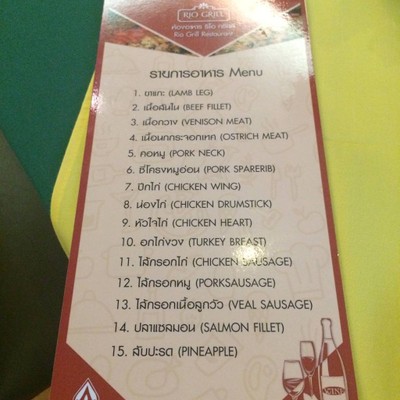 RIO GRILL
ห้องอาหาร ริโอ กริลล์
Rio Grill Restaurant
รายการอาหาร Menu
1. ขาแกะ (LAMB LEG)
2. เนื้อสันใน (BEEF FILLET)
3. เนื้อกวาง (VENISON MEAT)
4. เนื้อนกกระจอกเทศ (OSTRICH MEAT)
5. คอหมู (PORK NECK)
6. ซี่โครงหมูอ่อน (PORK SPARERIB)
7. ปีกไก่ (CHICKEN WING)
8. น่องไก่ (CHICKEN DRUMSTICK)
9. หัวใจไก่ (CHICKEN HEART)
10. อกไก่งวง (TURKEY BREAST)
11. ไส้กรอกไก่ (CHICKEN SAUSAGE)
12. ไส้กรอกหมู (PORKSAUSAGE)
13. ไส้กรอกเนื้อลูกวัว (VEAL SAUSAGE)
14. ปลาแซลมอน (SALMON FILLET)
15. สับปะรด (PINEAPPLE)